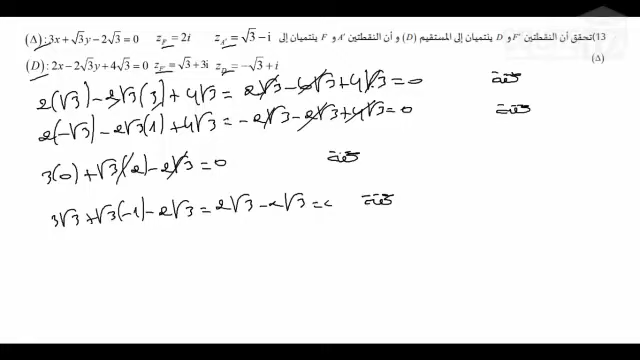 13) تحقق أن النقطتين F' و D ينتميان إلى المستقيم (D) و أن النقطتين A' و F ينتميان إلى z_A' = √3 − i z_F = 2i (Δ): 3x + √3y − 2√3 = 0
(Δ) z_D = −√3 + i z_F' = √3 + 3i (D): 2x − 2√3y + 4√3 = 0
2(√3) − 2√3(3) + 4√3 = 2√3 − 6√3 + 4√3 = 0 محققة
2(−√3) − 2√3(1) + 4√3 = −2√3 − 2√3 + 4√3 = 0 محققة
3(0) + √3(2) − 2√3 = 0 محققة
3√3 + √3(−1) − 2√3 = 2√3 − 2√3 = 0 محققة